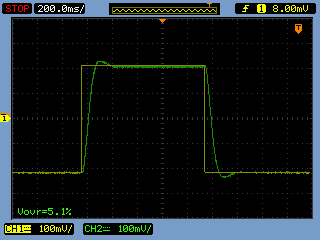 STOP 200.0ms/ T ƒ 1 8.00mV
T
1
Vovr=5.1%
CH1 100mV/ CH2 100mV/